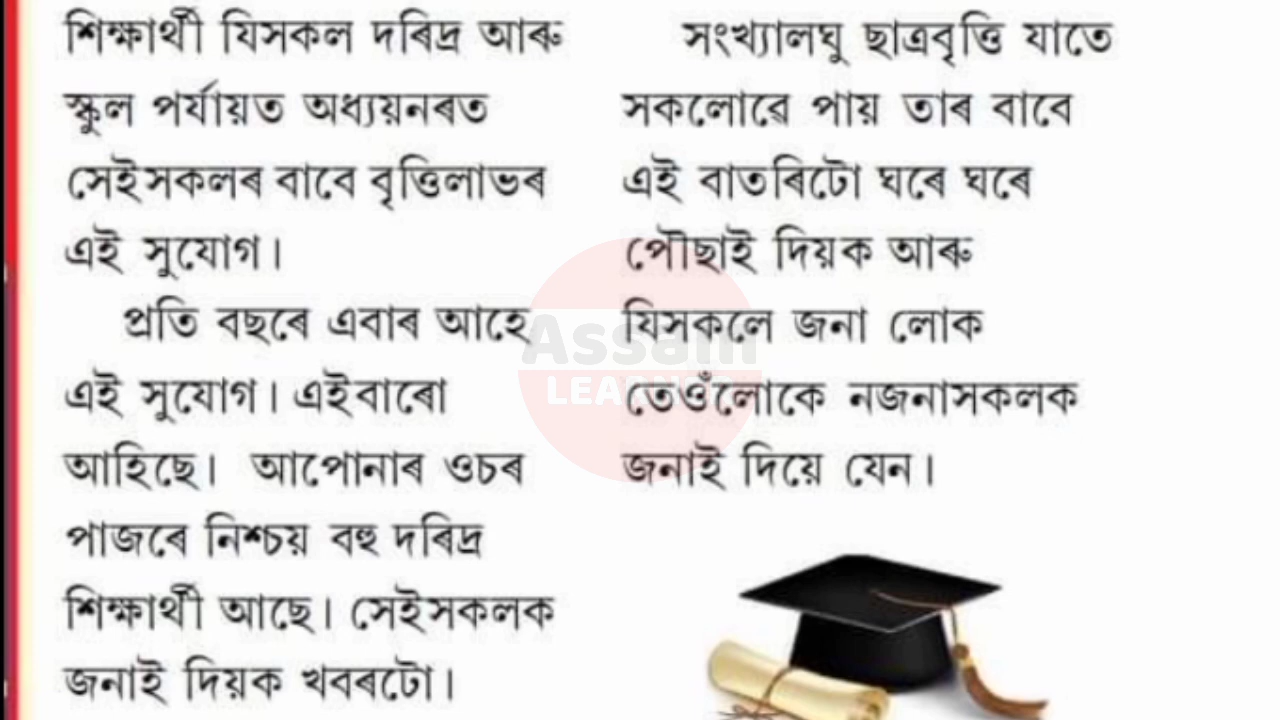 শিক্ষাৰ্থী যিসকল দৰিদ্ৰ আৰু
স্কুল পৰ্যায়ত অধ্যয়নৰত
সেইসকলৰ বাবে বৃত্তিলাভৰ
এই সুযোগ।
প্ৰতি বছৰে এবাৰ আহে
এই সুযোগ। এইবাৰো
আহিছে। আপোনাৰ ওচৰ
পাজৰে নিশ্চয় বহু দৰিদ্ৰ
শিক্ষাৰ্থী আছে। সেইসকলক
জনাই দিয়ক খবৰটো।
সংখ্যালঘু ছাত্ৰবৃত্তি যাতে
সকলোৱে পায় তাৰ বাবে
এই বাতৰিটো ঘৰে ঘৰে
পৌছাই দিয়ক আৰু
যিসকলে জনা লোক
তেওঁলোকে নজনাসকলক
জনাই দিয়ে যেন।
Assam